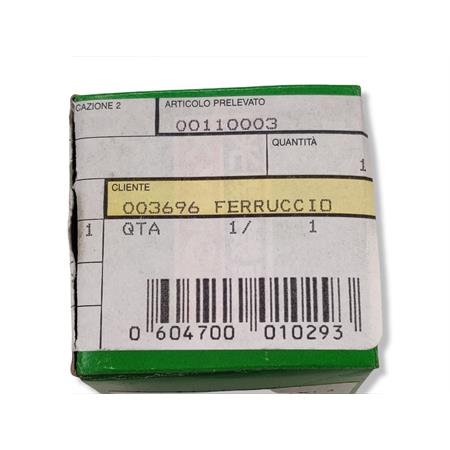 CAZIONE 2
ARTICOLO PRELEVATO
00110003
QUANTITÀ
1
CLIENTE
003696 FERRUCCIO
1 QTA 1/ 1
0 604700 010293